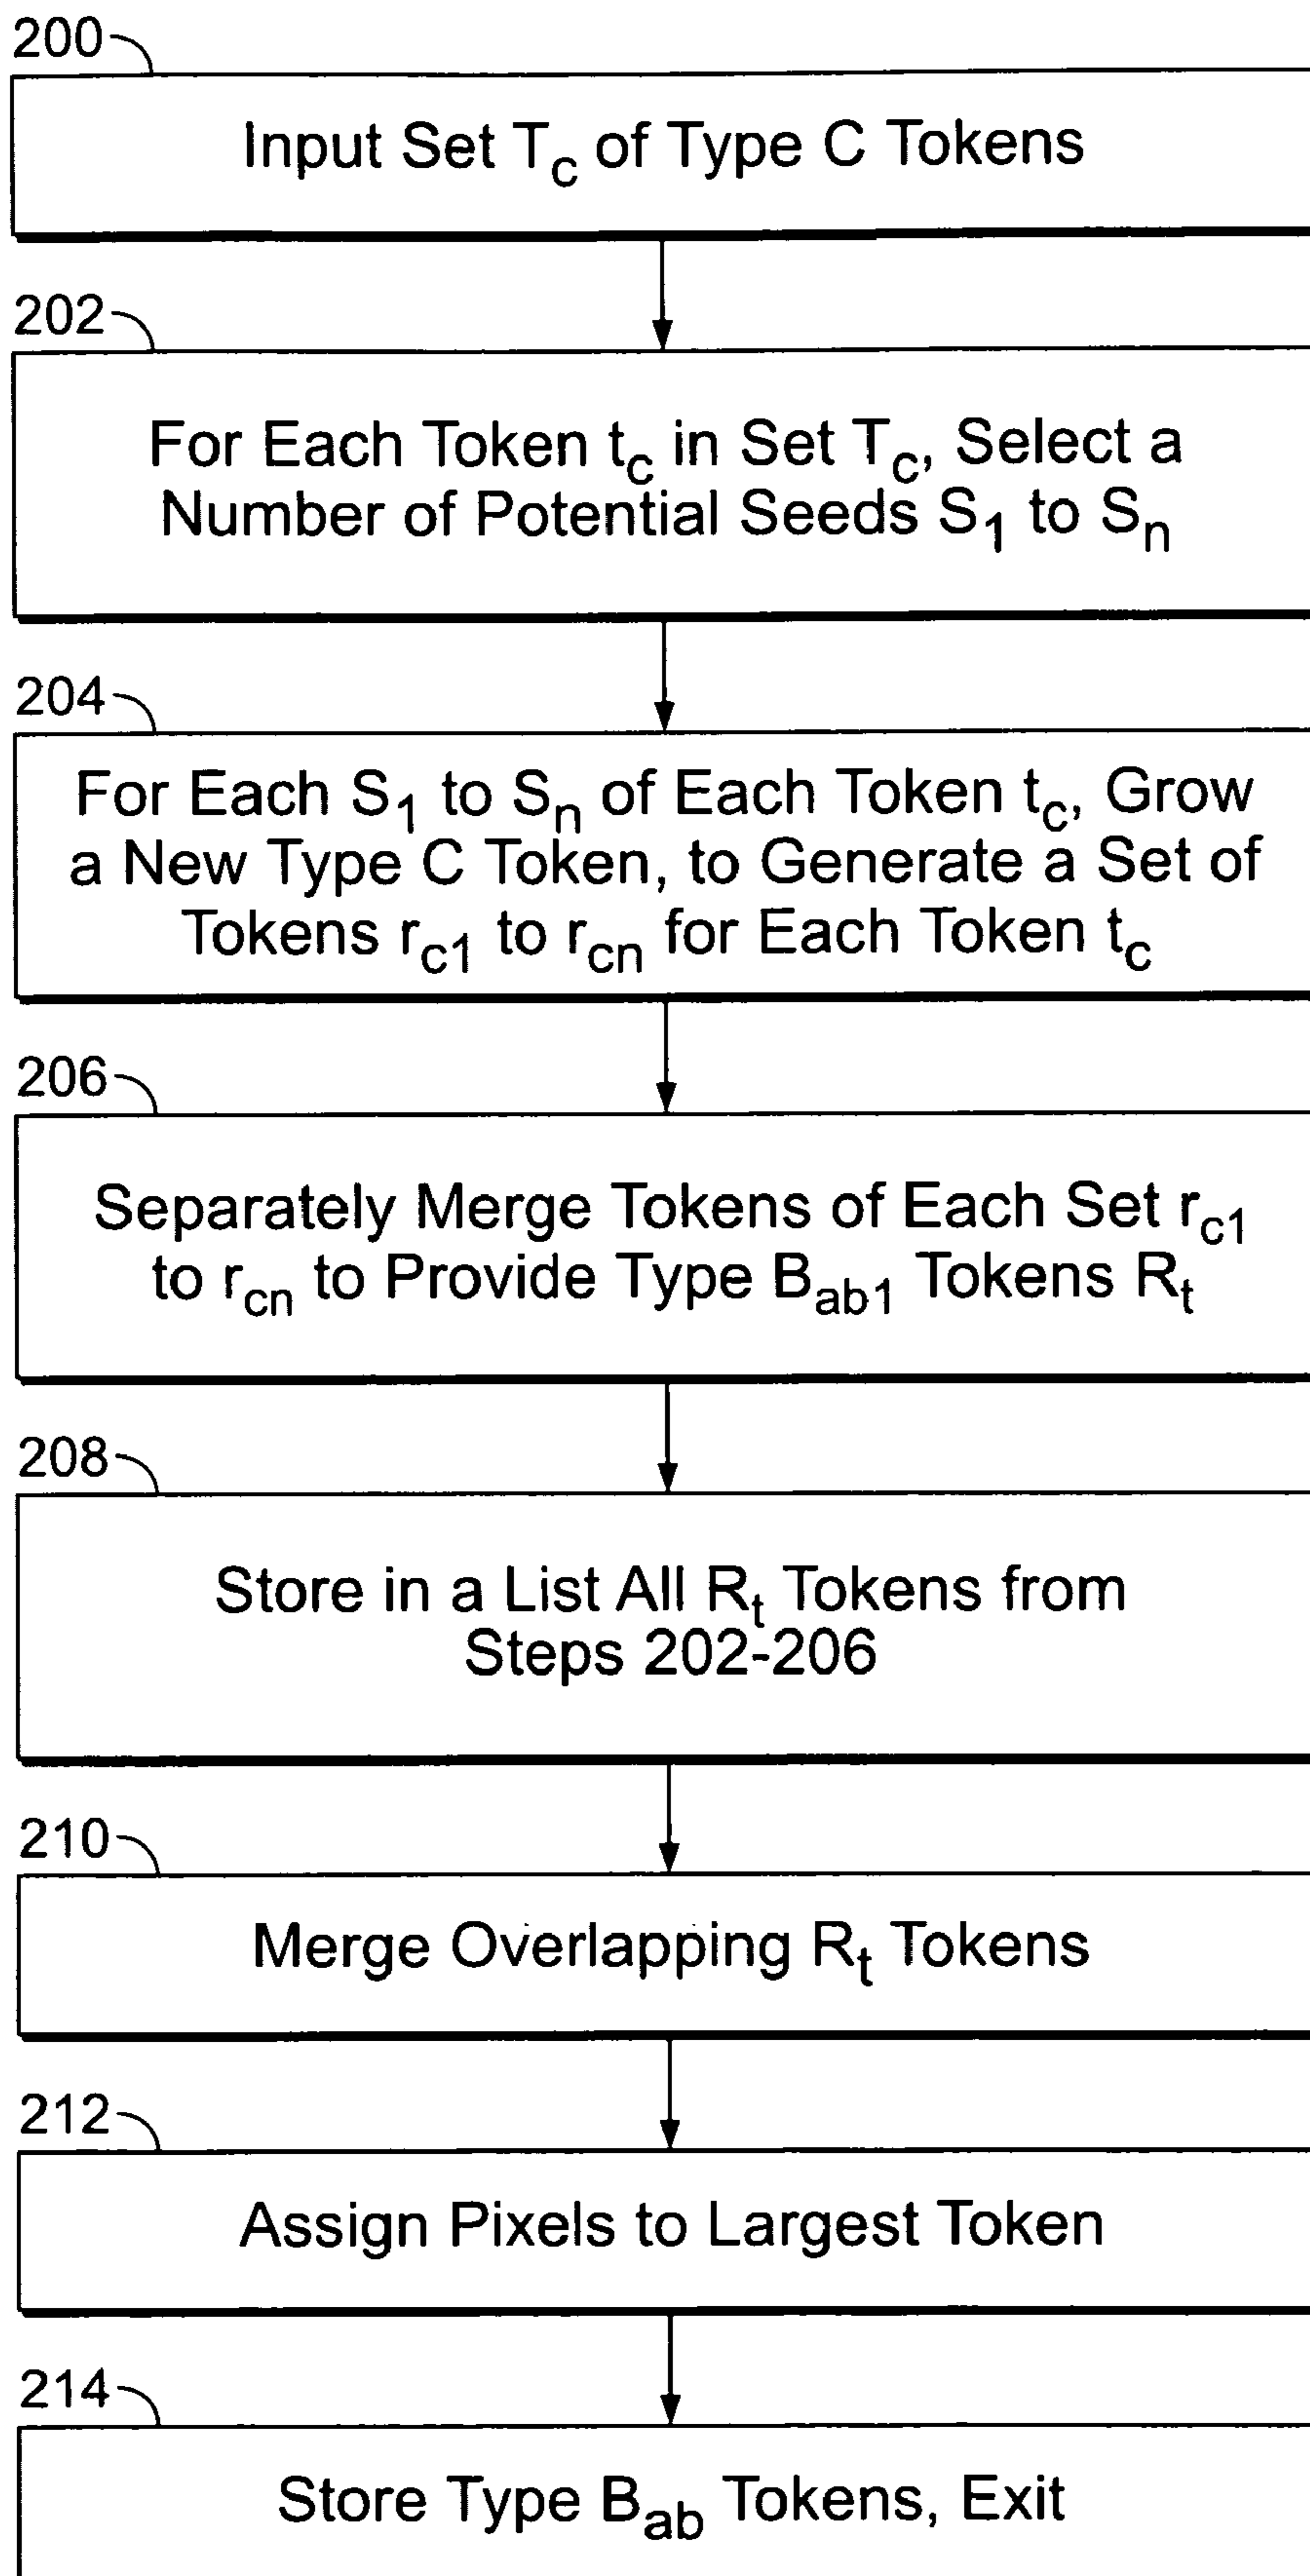 200
Input Set Tc of Type C Tokens
202
For Each Token tc in Set Tc, Select a
Number of Potential Seeds S1 to Sn
204
For Each S1 to Sn of Each Token tc, Grow
a New Type C Token, to Generate a Set of
Tokens rc1 to rcn for Each Token tc
206
Separately Merge Tokens of Each Set rc1
to rcn to Provide Type Bab1 Tokens Rt
208
Store in a List All Rt Tokens from
Steps 202-206
210
Merge Overlapping Rt Tokens
212
Assign Pixels to Largest Token
214
Store Type Bab Tokens, Exit